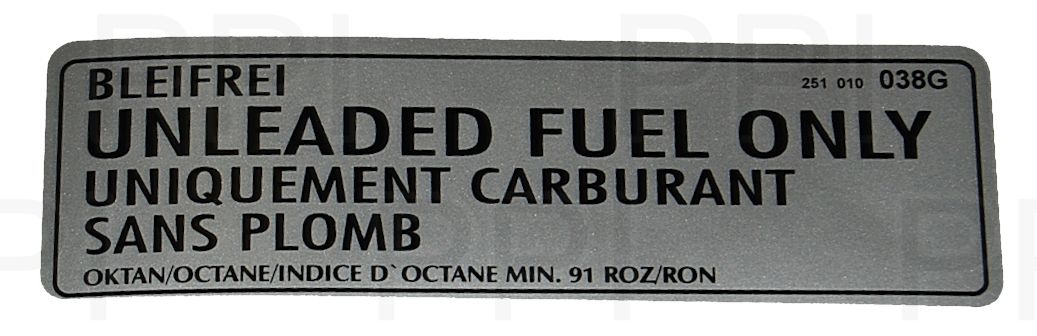 BLEIFREI 251 010 038G
UNLEADED FUEL ONLY
UNIQUEMENT CARBURANT
SANS PLOMB
OKTAN/OCTANE/INDICE D`OCTANE MIN. 91 ROZ/RON